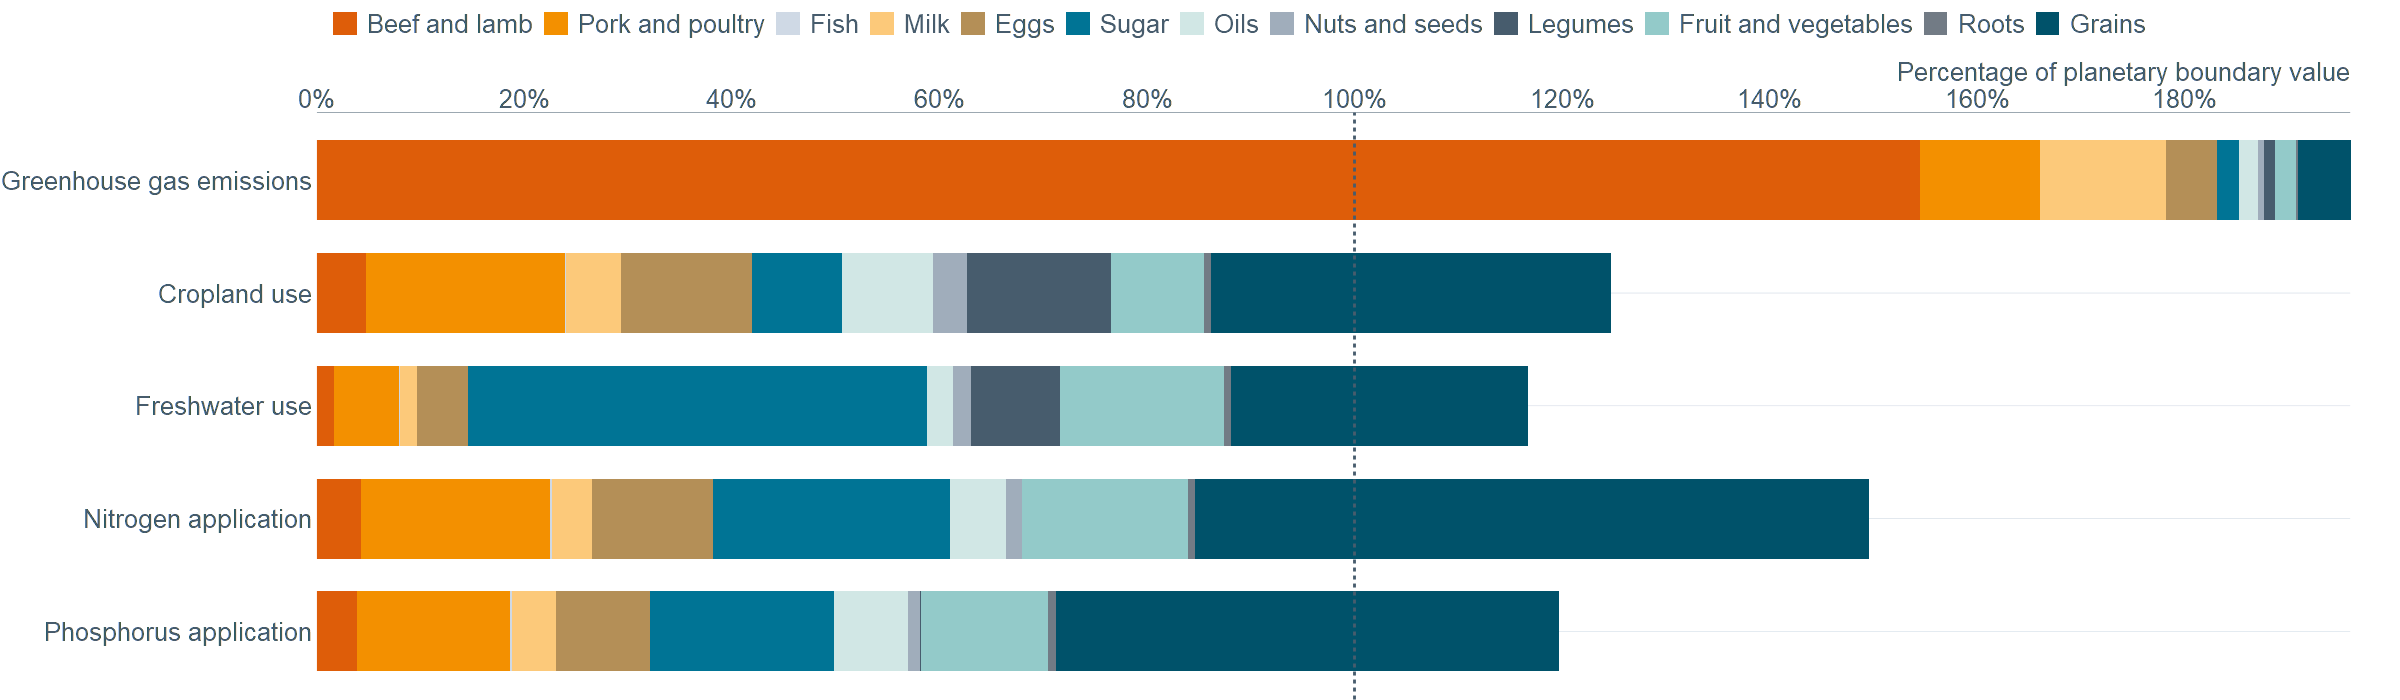 Beef and lamb Pork and poultry Fish Milk Eggs Sugar Oils Nuts and seeds Legumes Fruit and vegetables Roots Grains
Percentage of planetary boundary value
0% 20% 40% 60% 80% 100% 120% 140% 160% 180%
Greenhouse gas emissions
Cropland use
Freshwater use
Nitrogen application
Phosphorus application